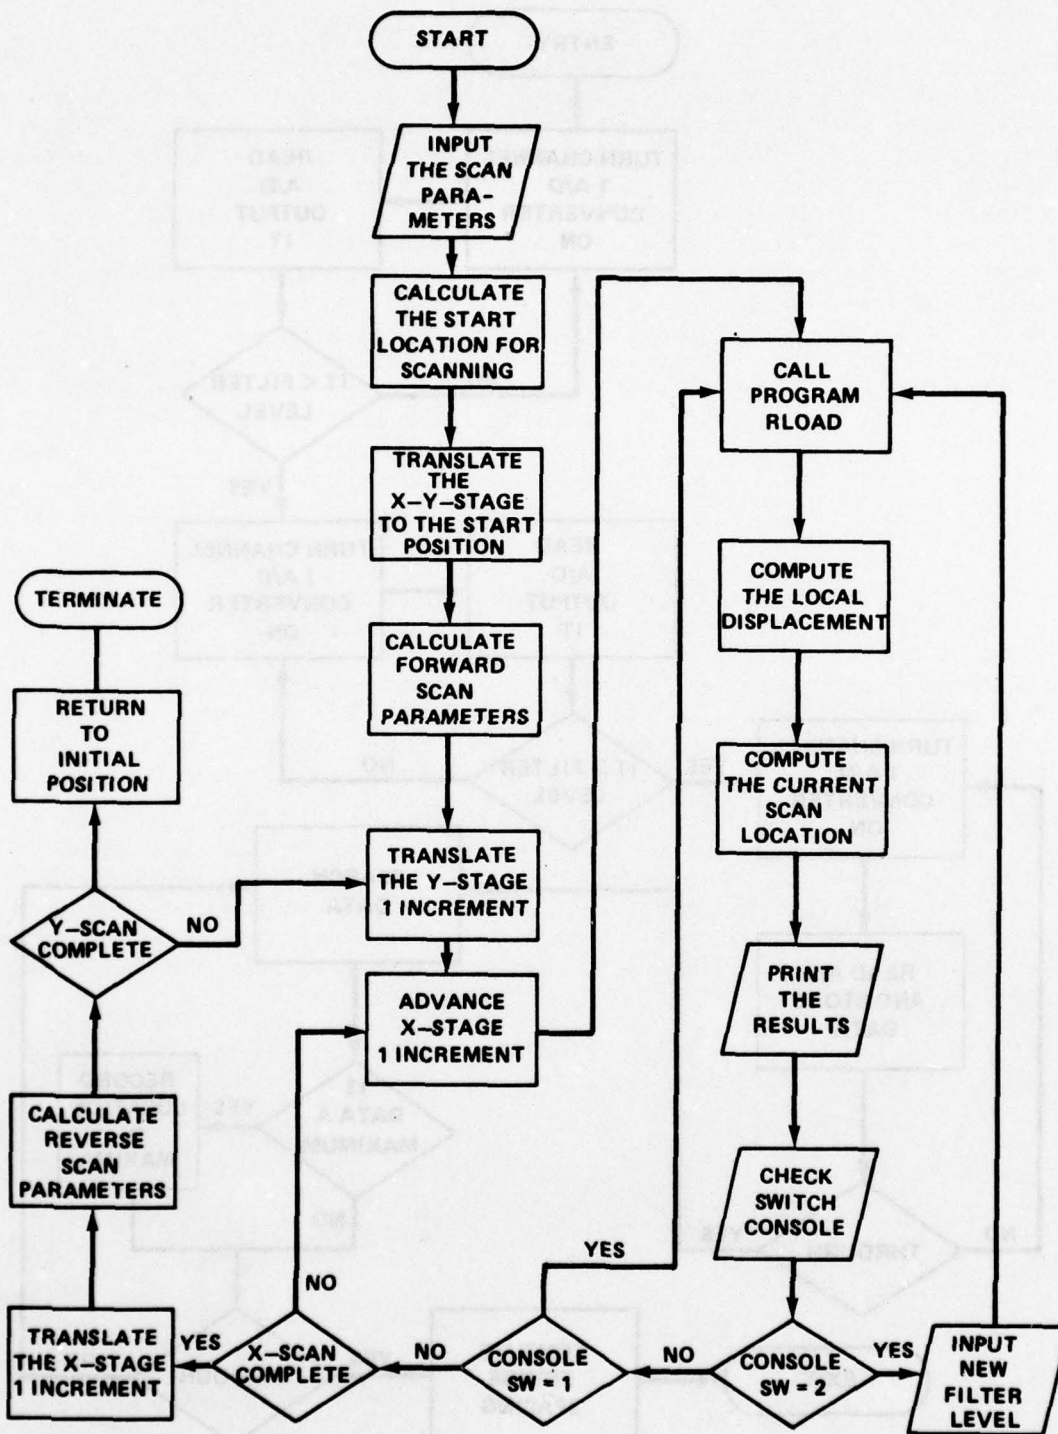 START
INPUT
THE SCAN
PARA-
METERS
CALCULATE
THE START
LOCATION FOR
SCANNING
TRANSLATE
THE
X-Y-STAGE
TO THE START
POSITION
CALCULATE
FORWARD
SCAN
PARAMETERS
TRANSLATE
THE Y-STAGE
1 INCREMENT
ADVANCE
X-STAGE
1 INCREMENT
CALL
PROGRAM
RLOAD
COMPUTE
THE LOCAL
DISPLACEMENT
COMPUTE
THE CURRENT
SCAN
LOCATION
PRINT
THE
RESULTS
CHECK
SWITCH
CONSOLE
CONSOLE
SW = 2
YES
INPUT
NEW
FILTER
LEVEL
NO
CONSOLE
SW = 1
YES
NO
X-SCAN
COMPLETE
NO
YES
TRANSLATE
THE X-STAGE
1 INCREMENT
CALCULATE
REVERSE
SCAN
PARAMETERS
Y-SCAN
COMPLETE
NO
RETURN
TO
INITIAL
POSITION
TERMINATE